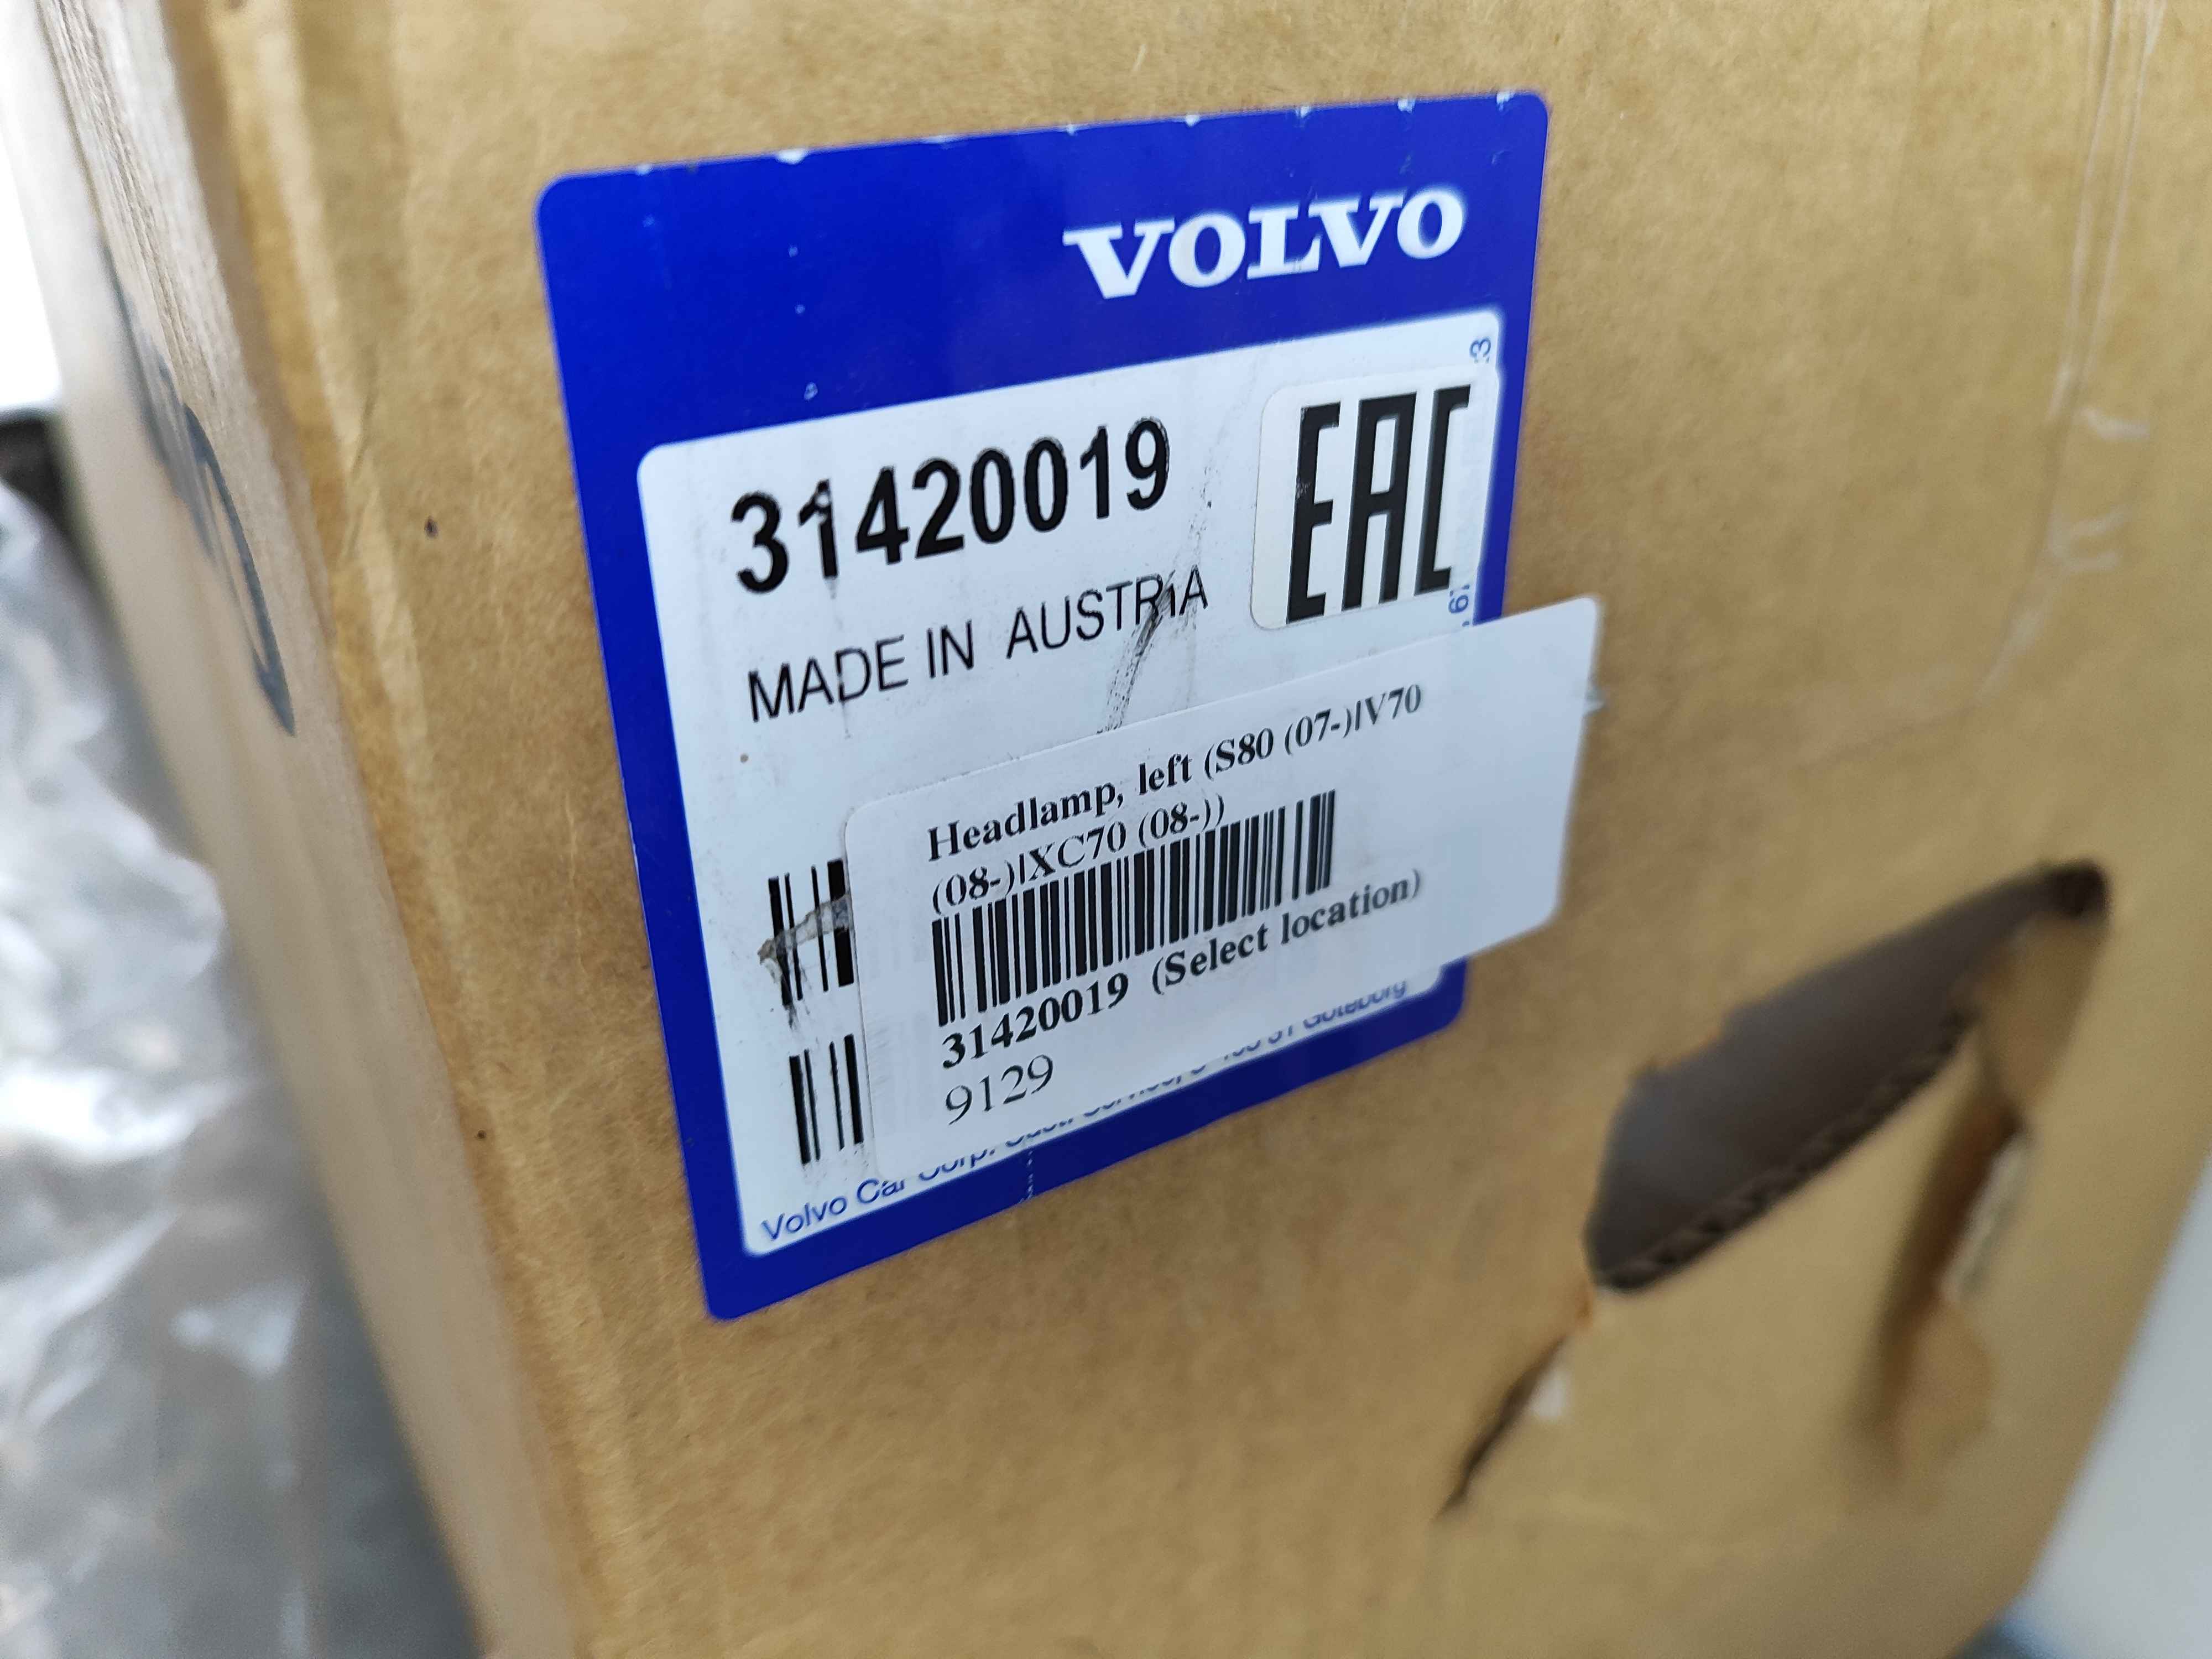 VOLVO
31420019
EAC
MADE IN AUSTRIA
Headlamp, left (S80 (07-)|V70
(08-)|XC70 (08-))
31420019 (Select location)
9129
Volvo Car Corp.
Göteborg